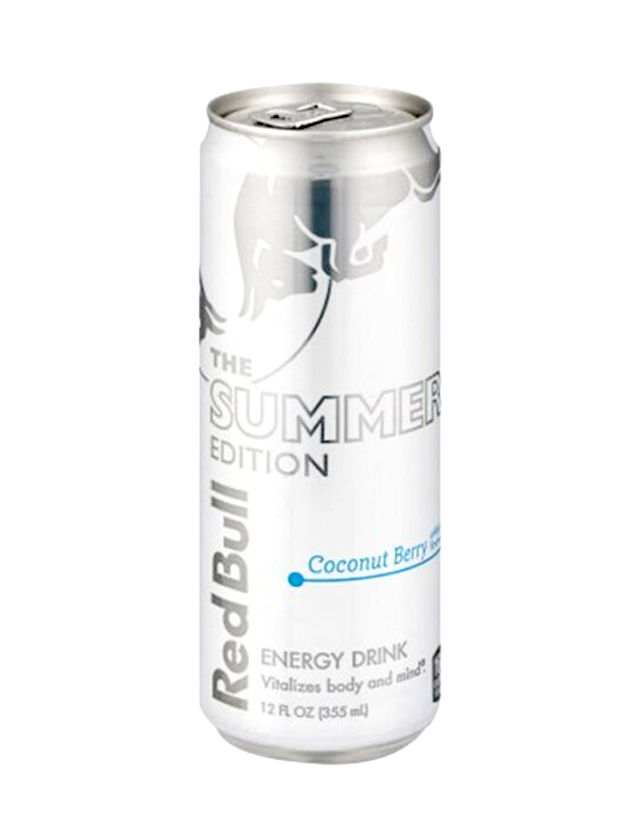 THE
SUMMER
EDITION
Red Bull
Coconut Berry
ENERGY DRINK
Vitalizes body and mind®.
12 FL OZ (355 mL)